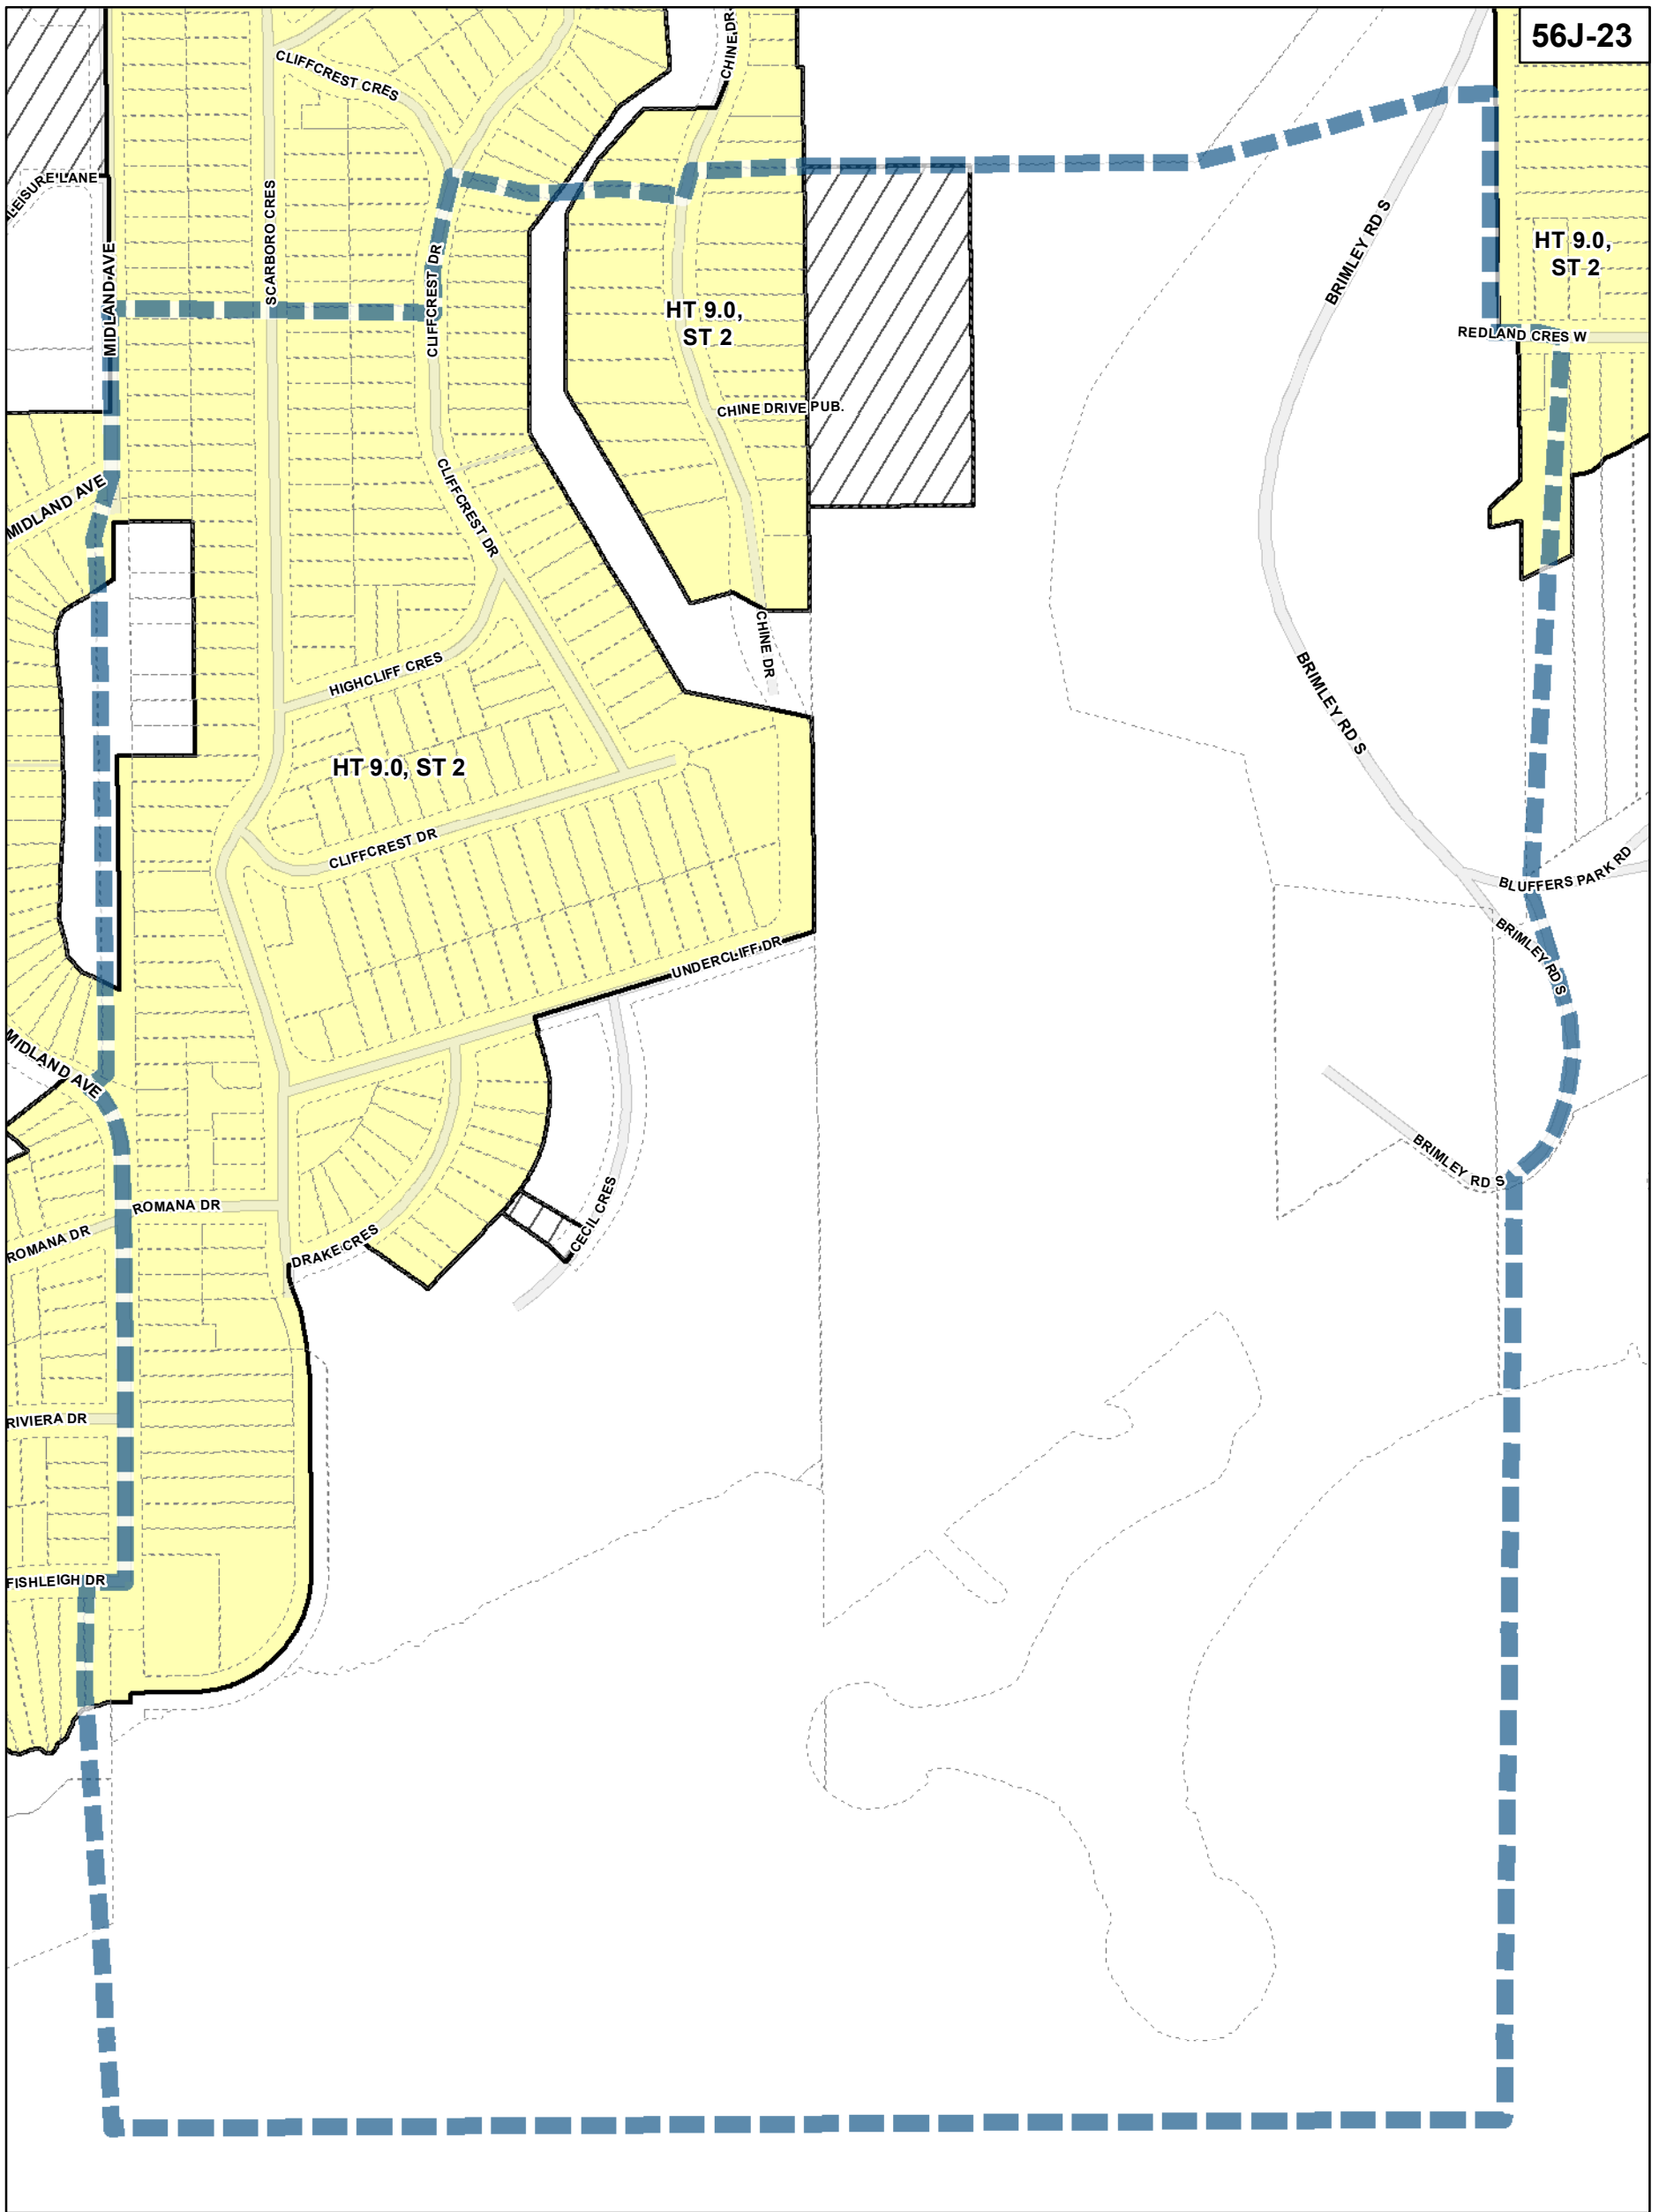 56J-23
CHINE DR
CLIFFCREST CRES
LEISURE LANE
SCARBORO CRES
MIDLAND AVE
CLIFFCREST DR
BRIMLEY RD S
HT 9.0,
ST 2
HT 9.0,
ST 2
REDLAND CRES W
CHINE DRIVE PUB.
MIDLAND AVE
CLIFFCREST DR
CHINE DR
HIGHCLIFF CRES
BRIMLEY RD S
HT 9.0, ST 2
CLIFFCREST DR
BLUFFERS PARK RD
UNDERCLIFF DR
BRIMLEY RD S
MIDLAND AVE
BRIMLEY RD S
ROMANA DR
ROMANA DR
DRAKE CRES
CECIL CRES
RIVIERA DR
FISHLEIGH DR